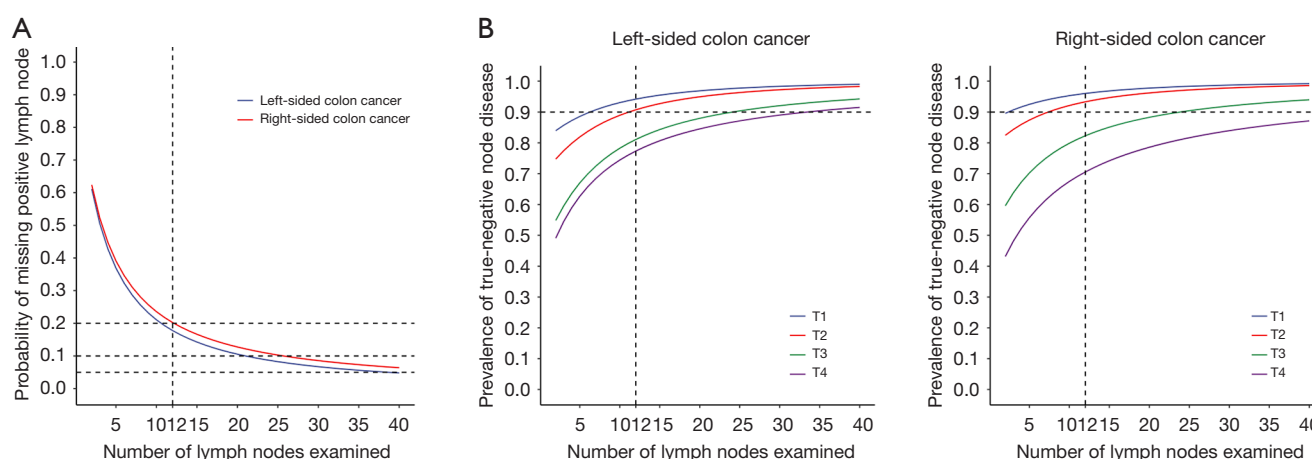 A
Probability of missing positive lymph node
1.0
0.9
0.8
0.7
0.6
0.5
0.4
0.3
0.2
0.1
0.0
Left-sided colon cancer
Right-sided colon cancer
5 10 12 15 20 25 30 35 40
Number of lymph nodes examined
B
Left-sided colon cancer
Prevalence of true-negative node disease
1.0
0.9
0.8
0.7
0.6
0.5
0.4
0.3
0.2
0.1
0.0
T1
T2
T3
T4
5 10 12 15 20 25 30 35 40
Number of lymph nodes examined
Right-sided colon cancer
Prevalence of true-negative node disease
1.0
0.9
0.8
0.7
0.6
0.5
0.4
0.3
0.2
0.1
0.0
T1
T2
T3
T4
5 10 12 15 20 25 30 35 40
Number of lymph nodes examined